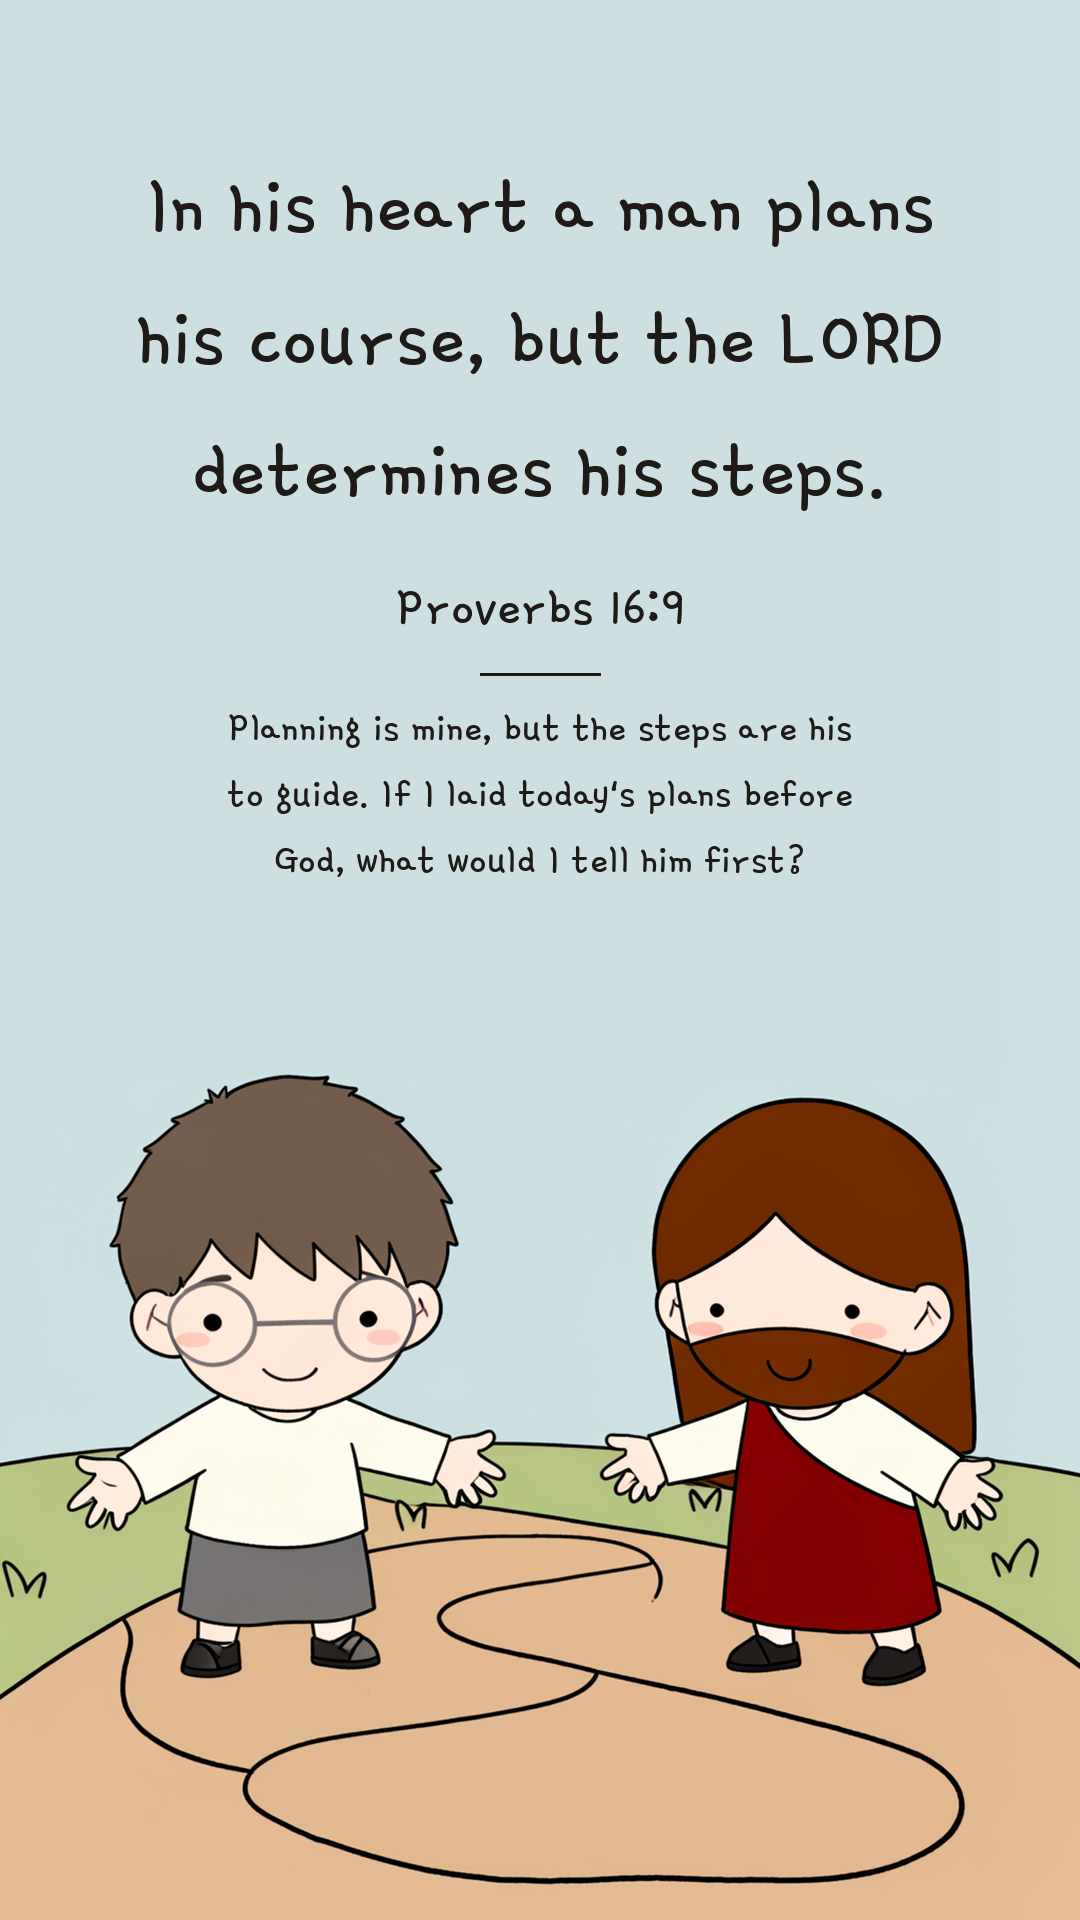 In his heart a man plans
his course, but the LORD
determines his steps.
Proverbs 16:9
Planning is mine, but the steps are his
to guide. If I laid today's plans before
God, what would I tell him first?